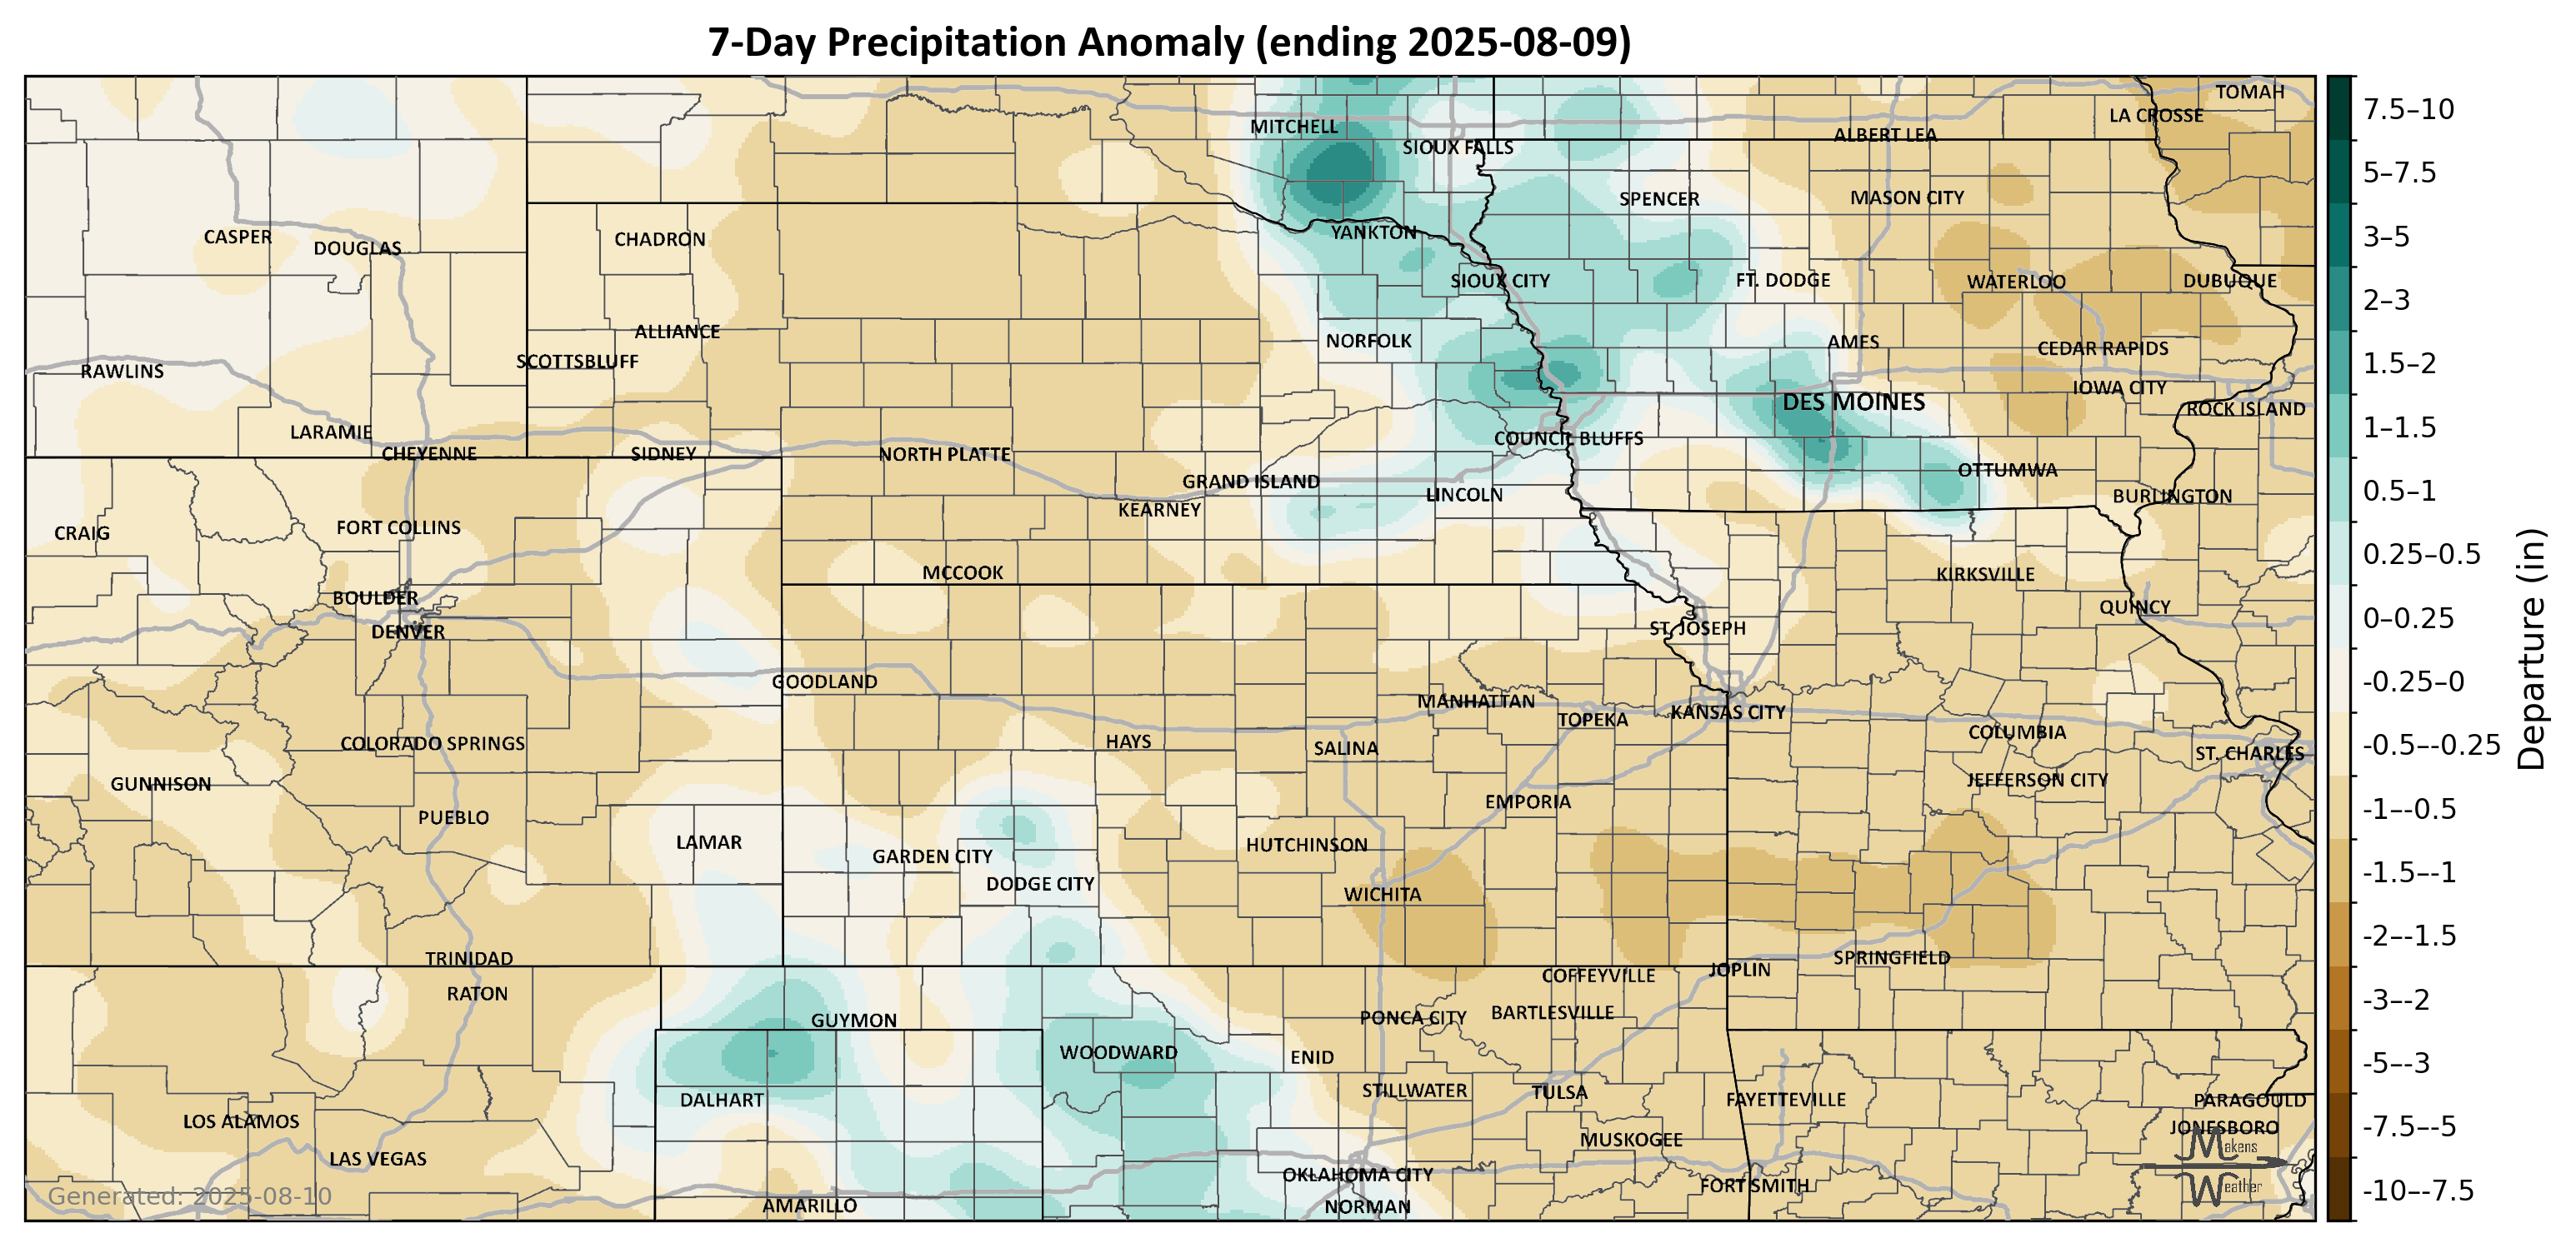 7-Day Precipitation Anomaly (ending 2025-08-09)
TOMAH
LA CROSSE
MITCHELL
ALBERT LEA
SIOUX FALLS
SPENCER
MASON CITY
YANKTON
CASPER
DOUGLAS
CHADRON
SIOUX CITY
FT. DODGE
WATERLOO
DUBUQUE
ALLIANCE
NORFOLK
AMES
CEDAR RAPIDS
SCOTTSBLUFF
RAWLINS
IOWA CITY
DES MOINES
ROCK ISLAND
LARAMIE
COUNCIL BLUFFS
CHEYENNE
SIDNEY
NORTH PLATTE
OTTUMWA
GRAND ISLAND
LINCOLN
BURLINGTON
KEARNEY
CRAIG
FORT COLLINS
MCCOOK
KIRKSVILLE
BOULDER
QUINCY
DENVER
ST. JOSEPH
GOODLAND
MANHATTAN
TOPEKA
KANSAS CITY
COLUMBIA
COLORADO SPRINGS
HAYS
SALINA
ST. CHARLES
GUNNISON
JEFFERSON CITY
EMPORIA
PUEBLO
LAMAR
HUTCHINSON
GARDEN CITY
DODGE CITY
WICHITA
TRINIDAD
SPRINGFIELD
JOPLIN
COFFEYVILLE
RATON
BARTLESVILLE
PONCA CITY
GUYMON
WOODWARD
ENID
STILLWATER
TULSA
DALHART
FAYETTEVILLE
PARAGOULD
LOS ALAMOS
JONESBORO
MUSKOGEE
LAS VEGAS
OKLAHOMA CITY
FORT SMITH
AMARILLO
NORMAN
Generated: 2025-08-10
Makens
Weather
7.5–10
5–7.5
3–5
2–3
1.5–2
1–1.5
0.5–1
0.25–0.5
0–0.25
-0.25–0
-0.5–-0.25
-1–-0.5
-1.5–-1
-2–-1.5
-3–-2
-5–-3
-7.5–-5
-10–-7.5
Departure (in)